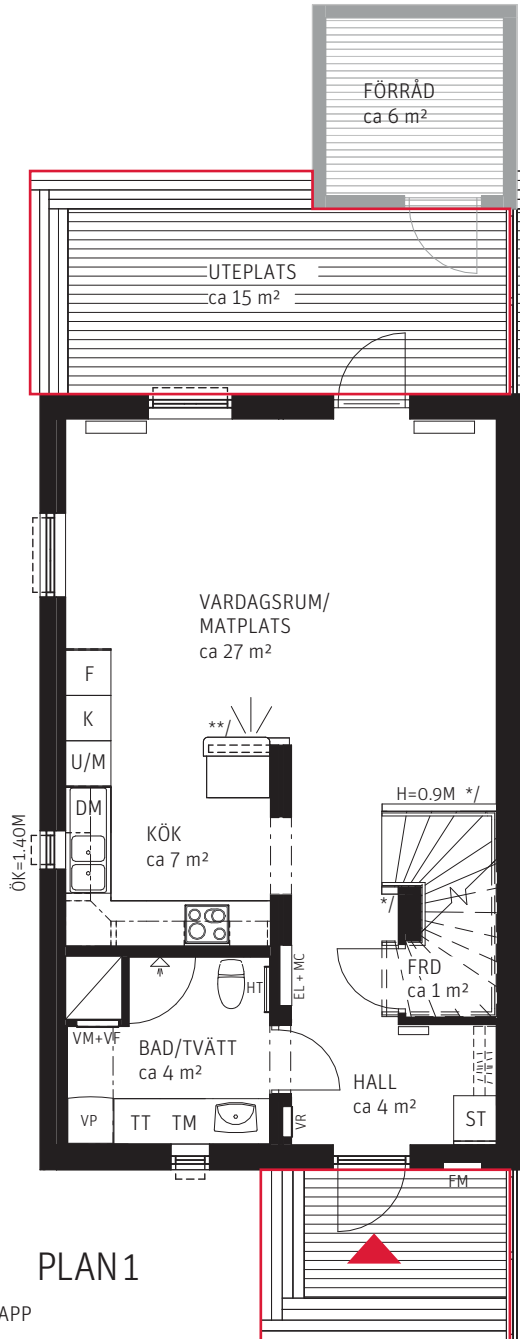 FÖRRÅD
ca 6 m²
UTEPLATS
ca 15 m²
VARDAGSRUM/
MATPLATS
ca 27 m²
F
K
U/M
**/
DM
H=0.9M */
ÖK=1.40M
KÖK
ca 7 m²
*/
EL + MC
FRD
ca 1 m²
HT
VM+VF
BAD/TVÄTT
ca 4 m²
HALL
ca 4 m²
VP
TT
TM
VR
ST
FM
PLAN 1
APP